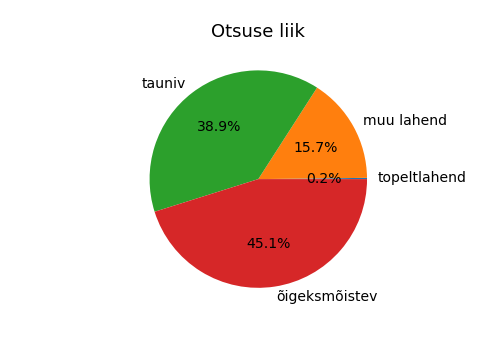 Otsuse liik
tauniv
38.9%
muu lahend
15.7%
0.2%
topeltlahend
45.1%
õigeksmõistev